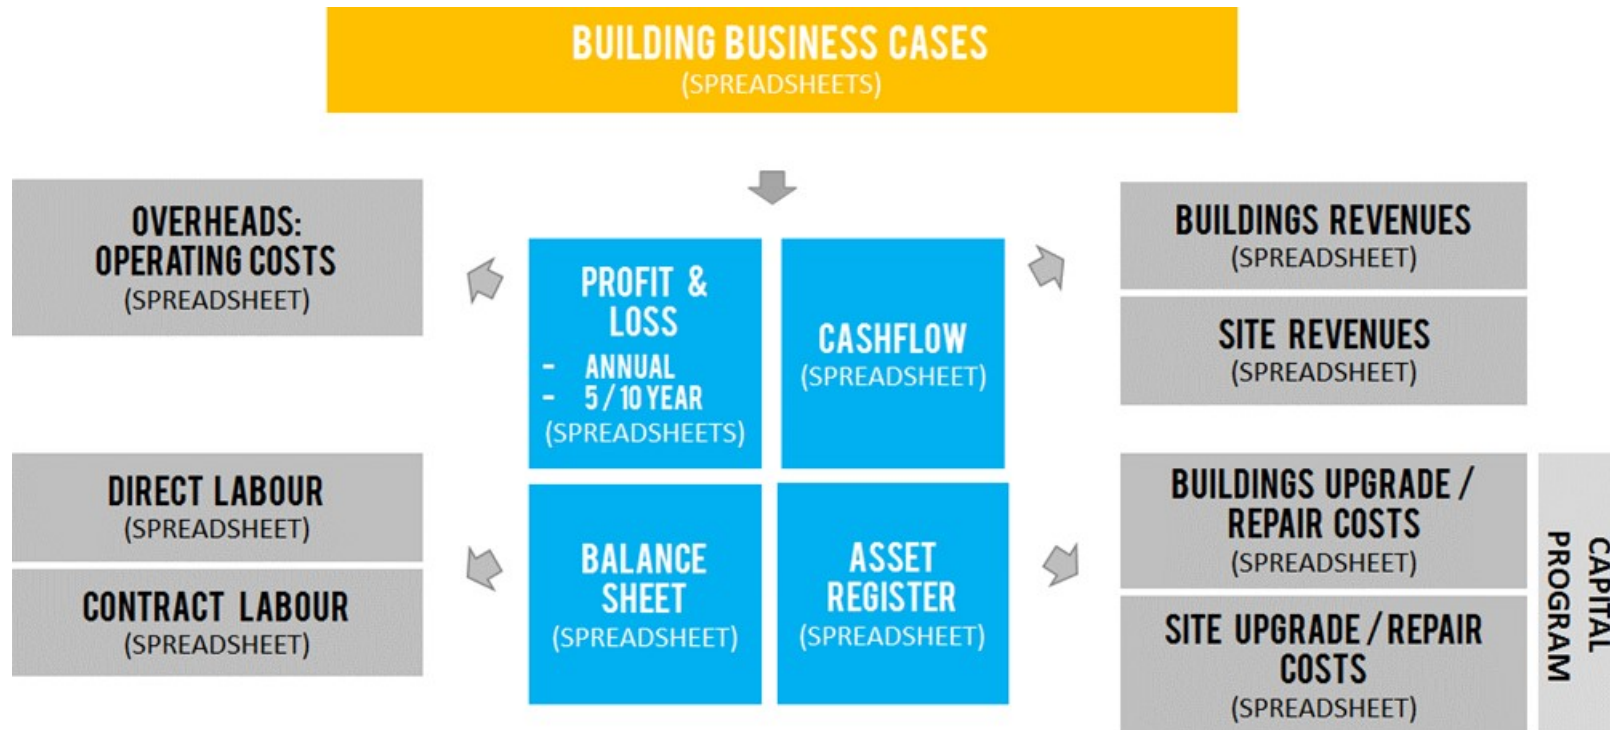 BUILDING BUSINESS CASES
(SPREADSHEETS)
OVERHEADS:
OPERATING COSTS
(SPREADSHEET)
PROFIT &
LOSS
- ANNUAL
- 5 / 10 YEAR
(SPREADSHEETS)
CASHFLOW
(SPREADSHEET)
BUILDINGS REVENUES
(SPREADSHEET)
SITE REVENUES
(SPREADSHEET)
DIRECT LABOUR
(SPREADSHEET)
CONTRACT LABOUR
(SPREADSHEET)
BALANCE
SHEET
(SPREADSHEET)
ASSET
REGISTER
(SPREADSHEET)
BUILDINGS UPGRADE /
REPAIR COSTS
(SPREADSHEET)
SITE UPGRADE / REPAIR
COSTS
(SPREADSHEET)
CAPITAL
PROGRAM